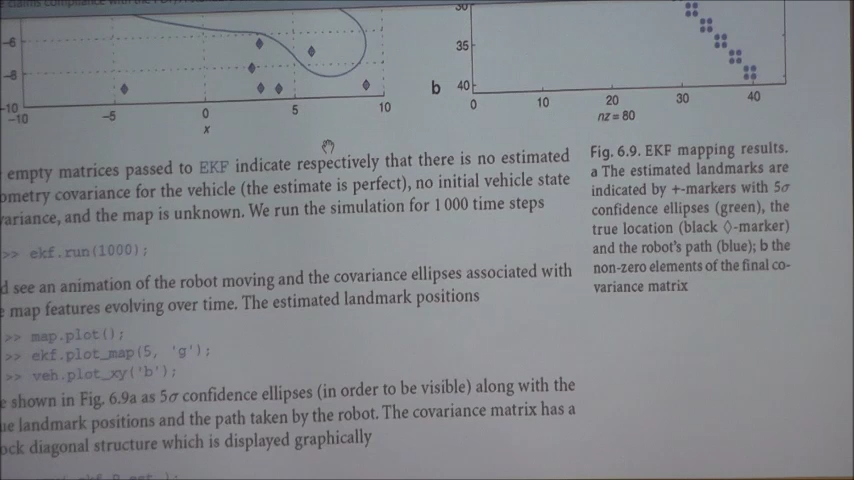 -6
-8
-10
-10
-5
0
5
10
x
b
30
35
40
0
10
20
30
40
nz = 80
empty matrices passed to EKF indicate respectively that there is no estimated
ometry covariance for the vehicle (the estimate is perfect), no initial vehicle state
variance, and the map is unknown. We run the simulation for 1 000 time steps
>> ekf.run(1000);
d see an animation of the robot moving and the covariance ellipses associated with
e map features evolving over time. The estimated landmark positions
>> map.plot();
>> ekf.plot_map(5, 'g');
>> veh.plot_xy('b');
e shown in Fig. 6.9a as 5σ confidence ellipses (in order to be visible) along with the
ue landmark positions and the path taken by the robot. The covariance matrix has a
ock diagonal structure which is displayed graphically
Fig. 6.9. EKF mapping results.
a The estimated landmarks are
indicated by +-markers with 5σ
confidence ellipses (green), the
true location (black ◊-marker)
and the robot's path (blue); b the
non-zero elements of the final co-
variance matrix